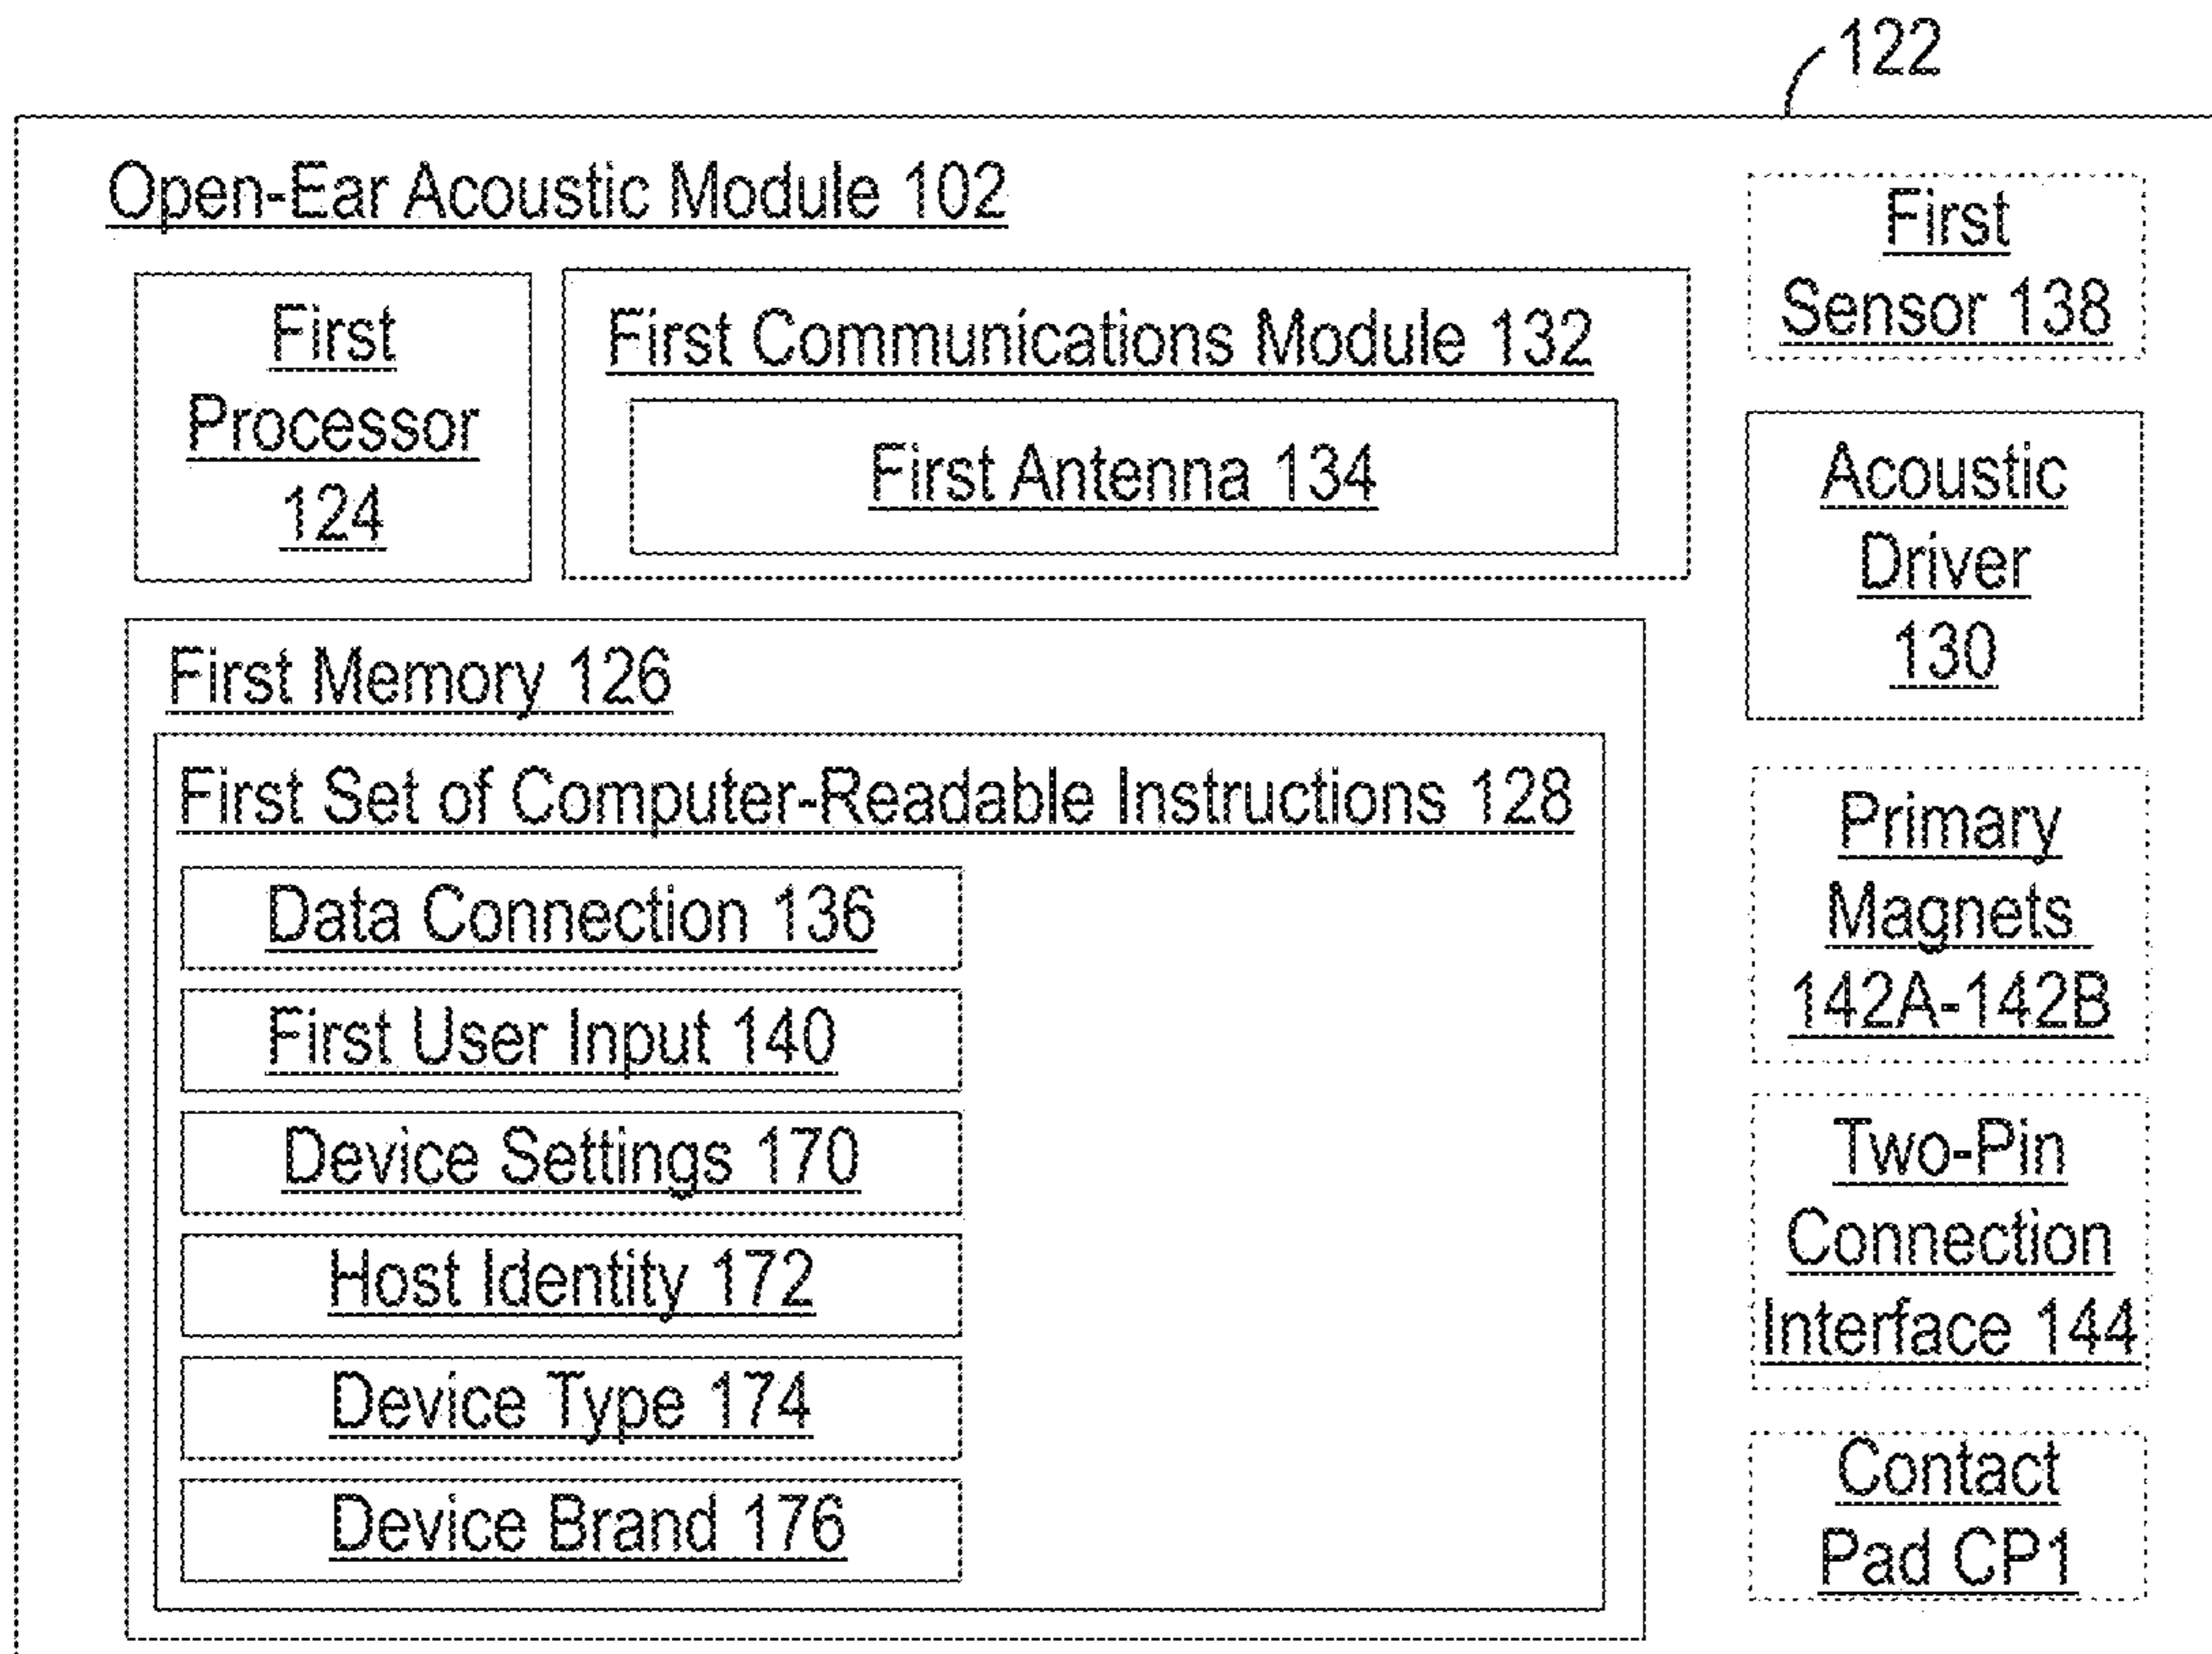 122
Open-Ear Acoustic Module 102
First
Processor
124
First Communications Module 132
First Antenna 134
First
Sensor 138
Acoustic
Driver
130
First Memory 126
First Set of Computer-Readable Instructions 128
Data Connection 136
First User Input 140
Device Settings 170
Host Identity 172
Device Type 174
Device Brand 176
Primary
Magnets
142A-142B
Two-Pin
Connection
Interface 144
Contact
Pad CP1